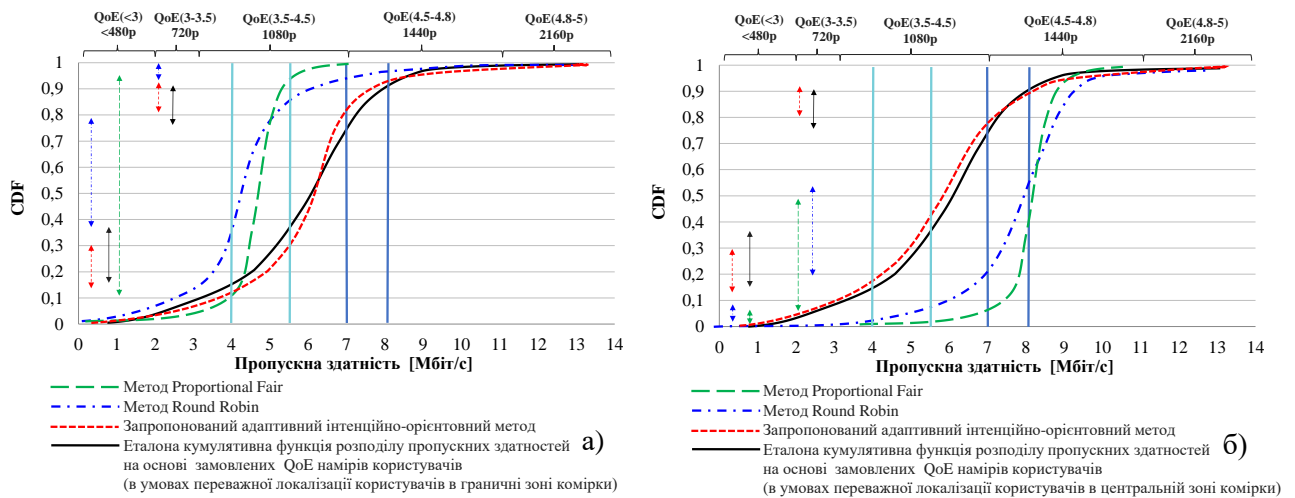 QoE(<3) QoE(3-3.5) QoE(3.5-4.5) QoE(4.5-4.8) QoE(4.8-5)
<480p 720p 1080p 1440p 2160p
CDF
1
0,9
0,8
0,7
0,6
0,5
0,4
0,3
0,2
0,1
0
0 1 2 3 4 5 6 7 8 9 10 11 12 13 14
Пропускна здатність [Мбіт/с]
Метод Proportional Fair
Метод Round Robin
Запропонований адаптивний інтенційно-орієнтовний метод
Еталона кумулятивна функція розподілу пропускних здатностей
на основі замовлених QoE намірів користувачів
(в умовах переважної локалізації користувачів в граничні зоні комірки)
а)
QoE(<3) QoE(3-3.5) QoE(3.5-4.5) QoE(4.5-4.8) QoE(4.8-5)
<480p 720p 1080p 1440p 2160p
CDF
1
0,9
0,8
0,7
0,6
0,5
0,4
0,3
0,2
0,1
0
0 1 2 3 4 5 6 7 8 9 10 11 12 13 14
Пропускна здатність [Мбіт/с]
Метод Proportional Fair
Метод Round Robin
Запропонований адаптивний інтенційно-орієнтовний метод
Еталона кумулятивна функція розподілу пропускних здатностей
на основі замовлених QoE намірів користувачів
(в умовах переважної локалізації користувачів в центральній зоні комірки)
б)